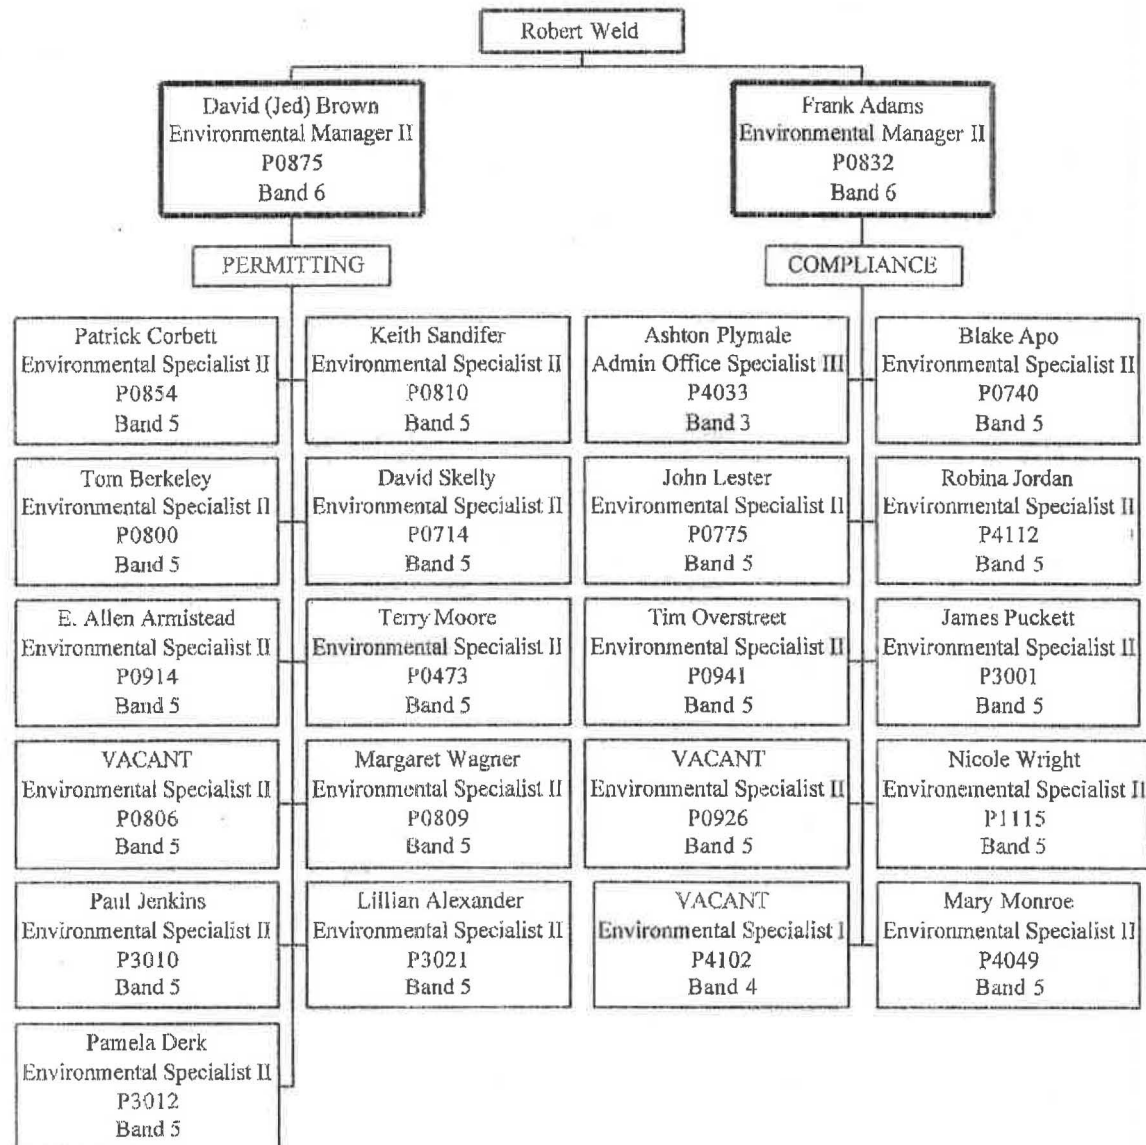 Robert Weld
David (Jed) Brown
Environmental Manager II
P0875
Band 6
Frank Adams
Environmental Manager II
P0832
Band 6
PERMITTING
COMPLIANCE
Patrick Corbett
Environmental Specialist II
P0854
Band 5
Keith Sandifer
Environmental Specialist II
P0810
Band 5
Ashton Plymale
Admin Office Specialist III
P4033
Band 3
Blake Apo
Environmental Specialist II
P0740
Band 5
Tom Berkeley
Environmental Specialist II
P0800
Band 5
David Skelly
Environmental Specialist II
P0714
Band 5
John Lester
Environmental Specialist II
P0775
Band 5
Robina Jordan
Environmental Specialist II
P4112
Band 5
E. Allen Armistead
Environmental Specialist II
P0914
Band 5
Terry Moore
Environmental Specialist II
P0473
Band 5
Tim Overstreet
Environmental Specialist II
P0941
Band 5
James Puckett
Environmental Specialist II
P3001
Band 5
VACANT
Environmental Specialist II
P0806
Band 5
Margaret Wagner
Environmental Specialist II
P0809
Band 5
VACANT
Environmental Specialist II
P0926
Band 5
Nicole Wright
Environemental Specialist II
P1115
Band 5
Paul Jenkins
Environmental Specialist II
P3010
Band 5
Lillian Alexander
Environmental Specialist II
P3021
Band 5
VACANT
Environmental Specialist I
P4102
Band 4
Mary Monroe
Environmental Specialist II
P4049
Band 5
Pamela Derk
Environmental Specialist II
P3012
Band 5